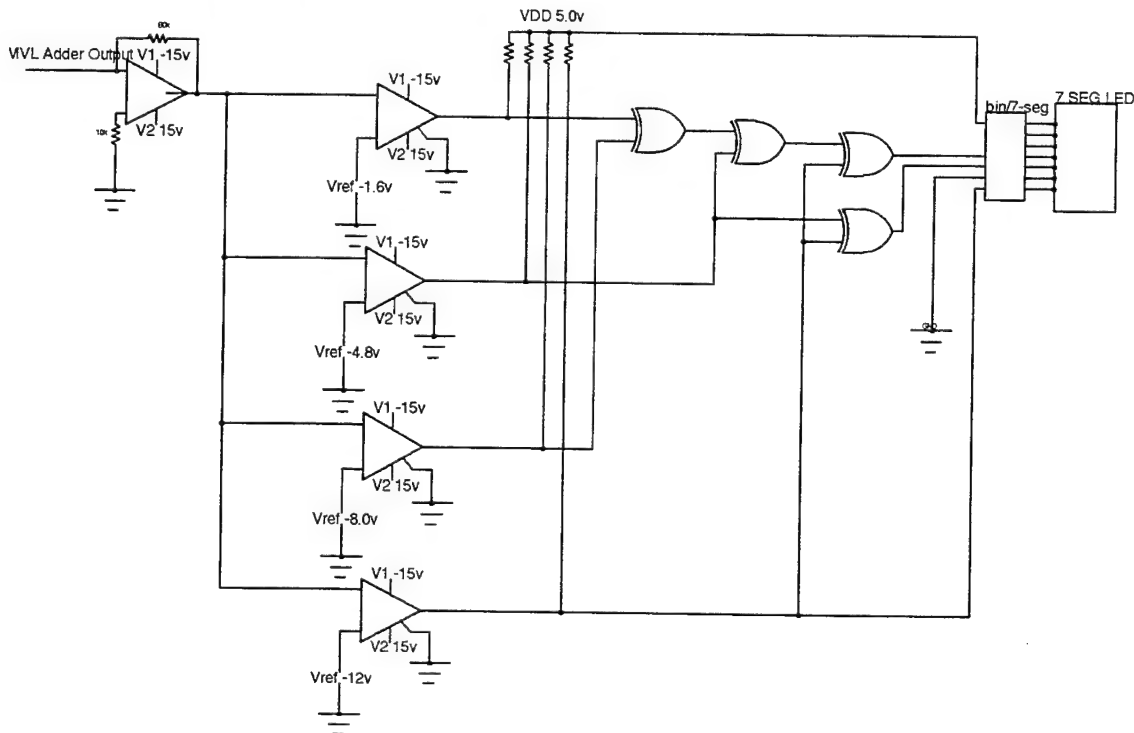 80k
VDD 5.0v
MVL Adder Output V1 -15v
V2 15v
10k
V1 -15v
V2 15v
Vref -1.6v
bin/7-seg
7 SEG LED
V1 -15v
V2 15v
Vref -4.8v
GND
V1 -15v
V2 15v
Vref -8.0v
V1 -15v
V2 15v
Vref -12v